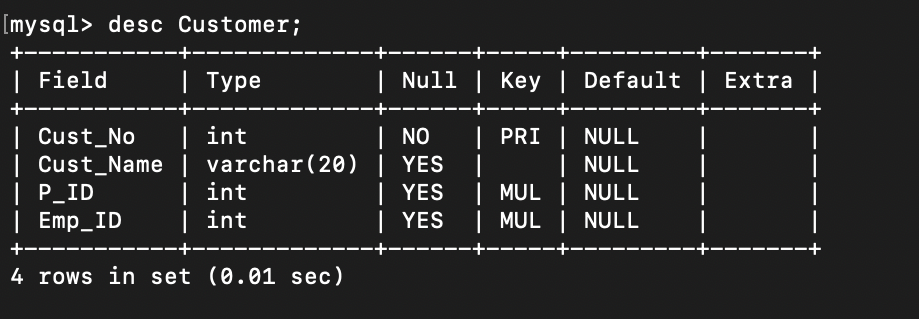 [mysql> desc Customer;
+-----------+-------------+------+-----+---------+-------+
| Field     | Type        | Null | Key | Default | Extra |
+-----------+-------------+------+-----+---------+-------+
| Cust_No   | int         | NO   | PRI | NULL    |       |
| Cust_Name | varchar(20) | YES  |     | NULL    |       |
| P_ID      | int         | YES  | MUL | NULL    |       |
| Emp_ID    | int         | YES  | MUL | NULL    |       |
+-----------+-------------+------+-----+---------+-------+
4 rows in set (0.01 sec)